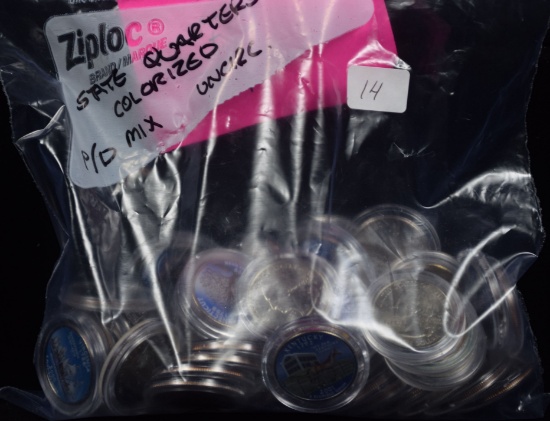 Ziploc®
BRAND/MARQUE
STATE QUARTERS
COLORIZED
P/D MIX UNCIRC
14